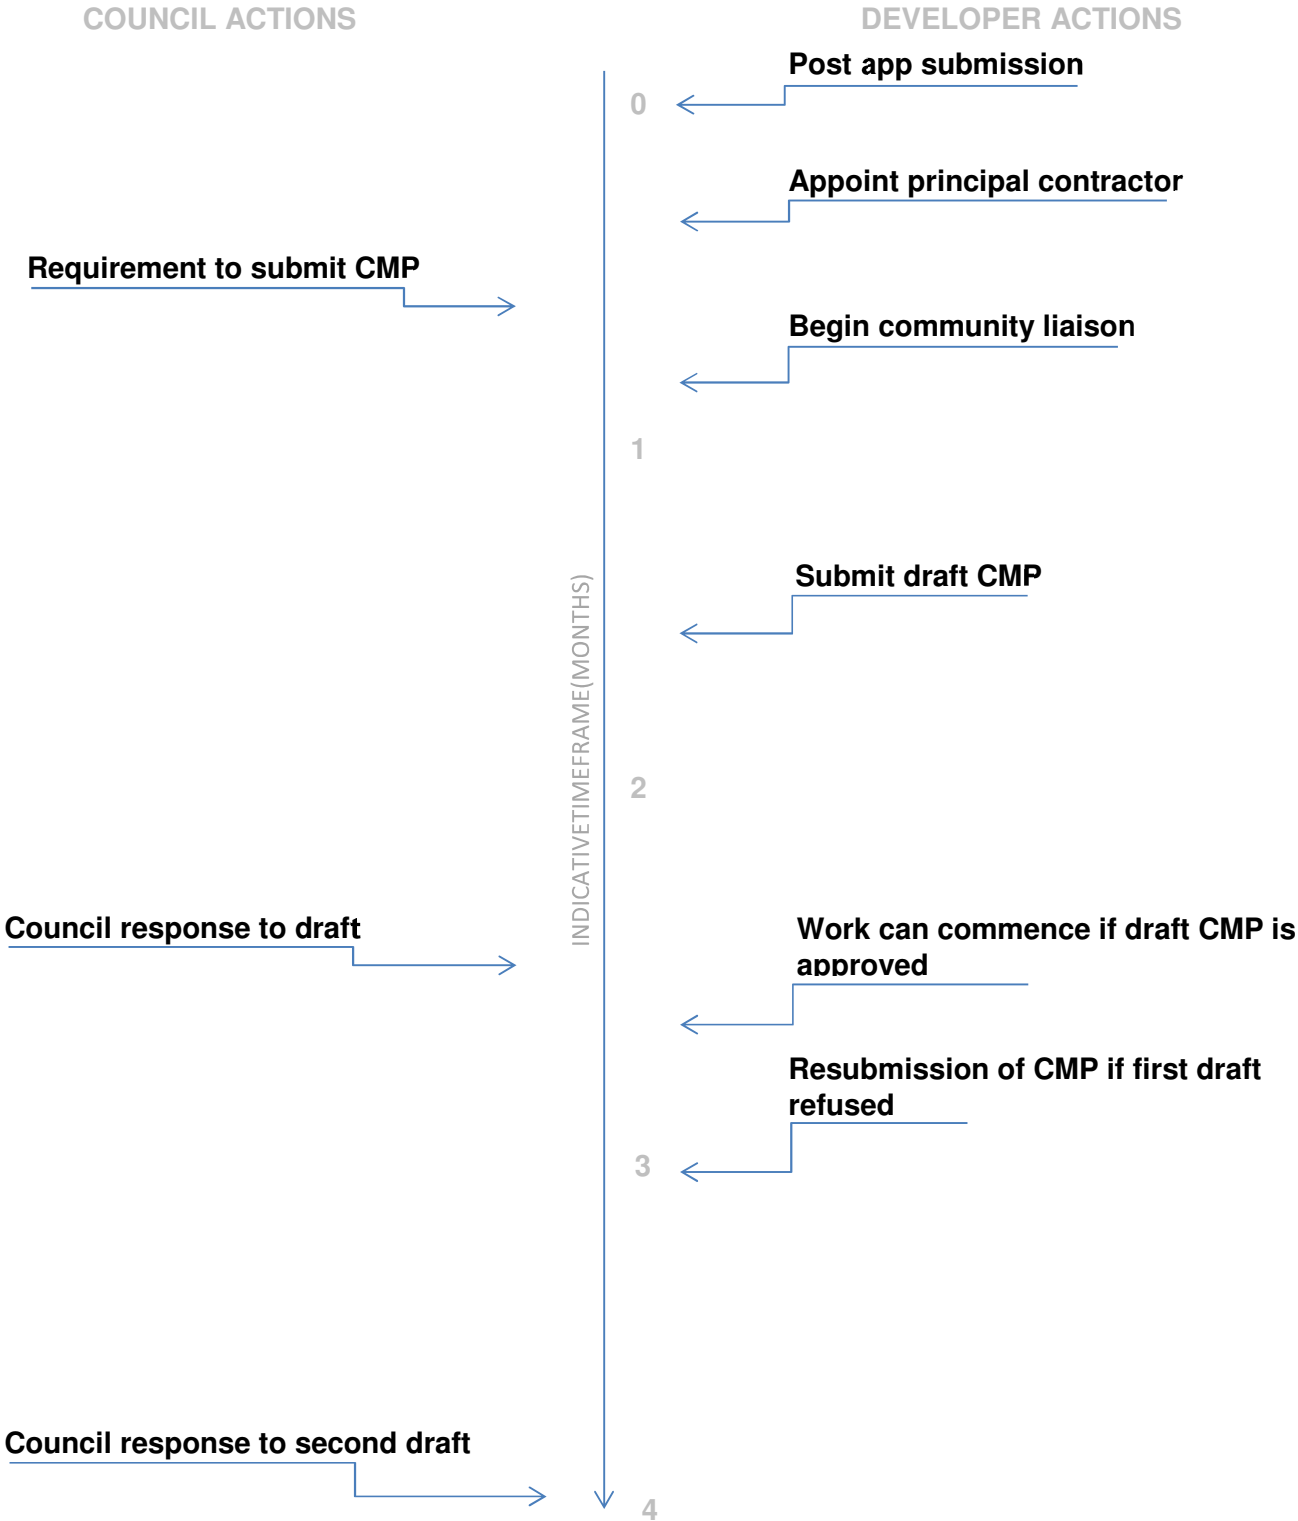 COUNCIL ACTIONS
DEVELOPER ACTIONS
Post app submission
0
Appoint principal contractor
Requirement to submit CMP
Begin community liaison
1
Submit draft CMP
INDICATIVETIMEFRAME(MONTHS)
2
Council response to draft
Work can commence if draft CMP is
approved
Resubmission of CMP if first draft
refused
3
Council response to second draft
4